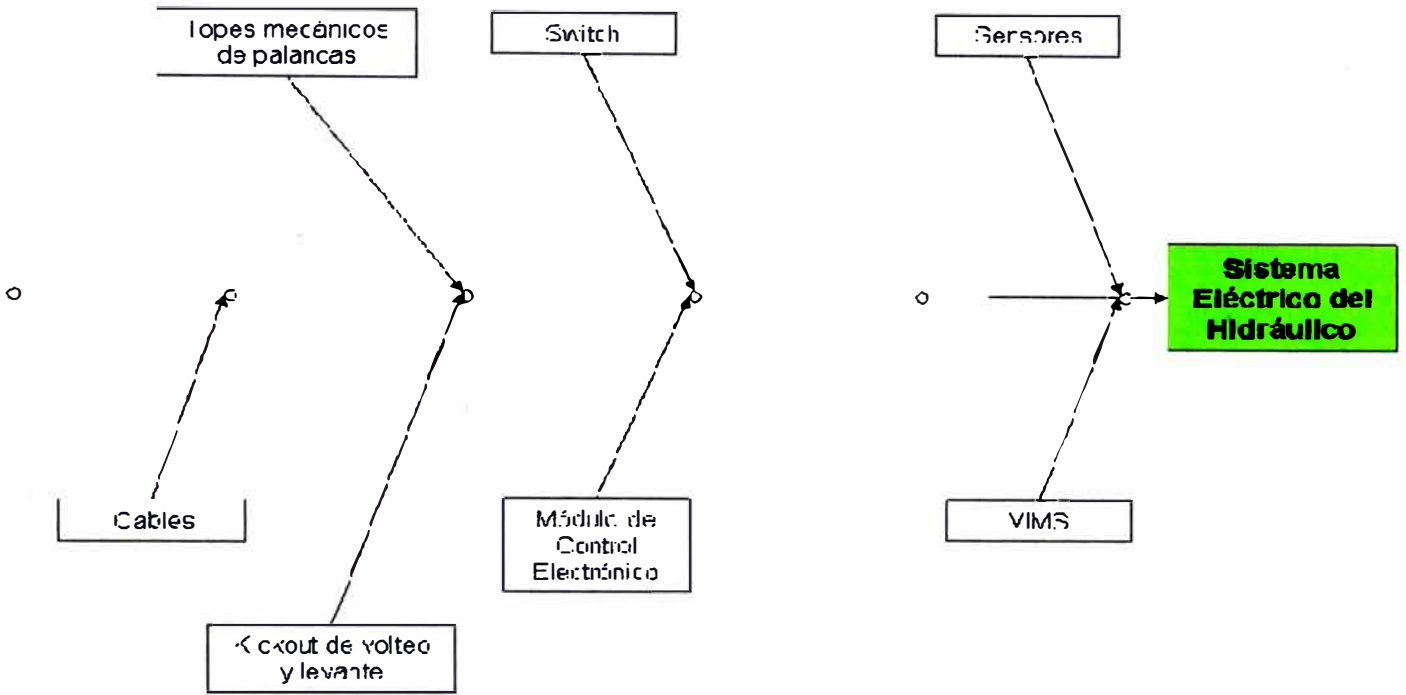 Topes mecánicos
de palancas
Switch
Sensores
Sistema
Eléctrico del
Hidráulico
Cables
Módulo de
Control
Electrónico
VIMS
Kickout de volteo
y levante